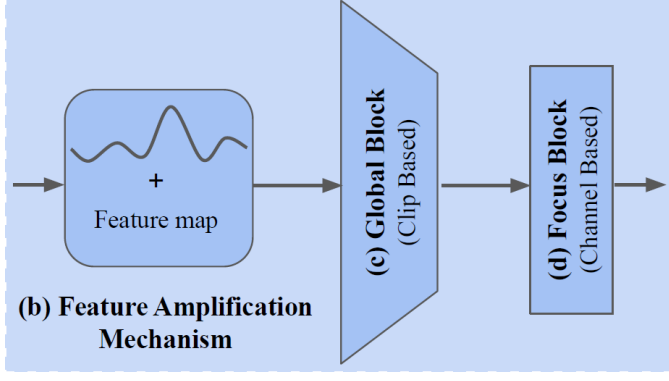 +
Feature map
(b) Feature Amplification
Mechanism
(c) Global Block
(Clip Based)
(d) Focus Block
(Channel Based)